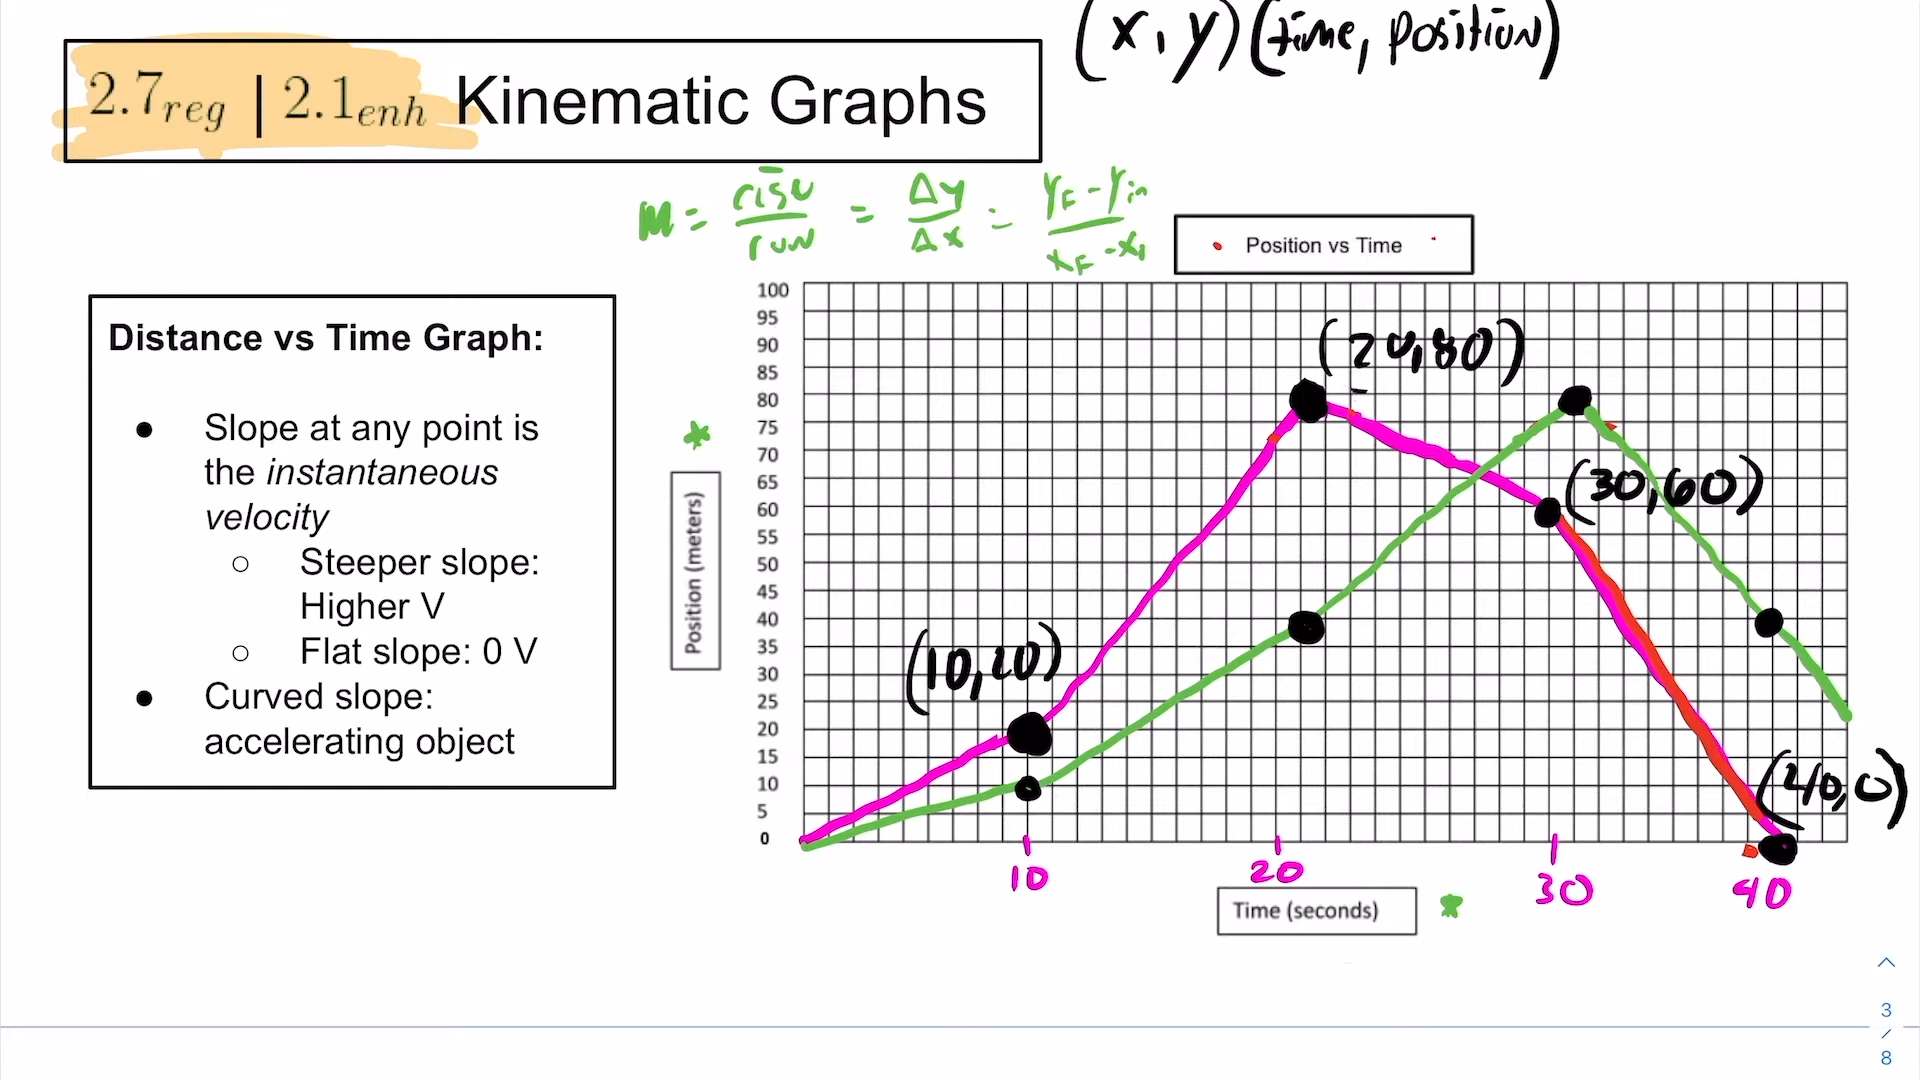 (x, y) (time, position)
2.7reg | 2.1enh Kinematic Graphs
M = rise/run = Δy/Δx = yF - yin/xF - x1
Position vs Time
Distance vs Time Graph:
● Slope at any point is
the instantaneous
velocity
○ Steeper slope:
Higher V
○ Flat slope: 0 V
● Curved slope:
accelerating object
Position (meters)
100
95
90
85
80
75
70
65
60
55
50
45
40
35
30
25
20
15
10
5
0
(20,80)
(30,60)
(10,20)
(40,0)
10
20
30
40
Time (seconds)
3
/
8